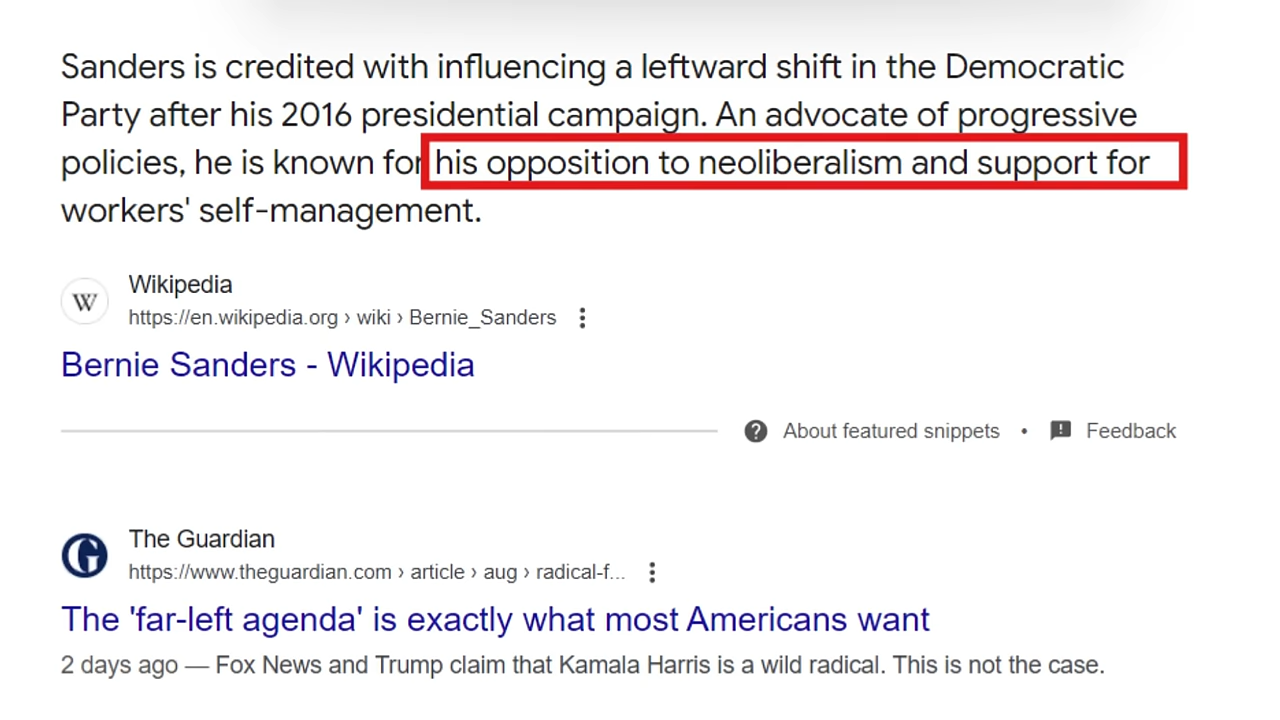 Sanders is credited with influencing a leftward shift in the Democratic
Party after his 2016 presidential campaign. An advocate of progressive
policies, he is known for his opposition to neoliberalism and support for
workers' self-management.
W
Wikipedia
https://en.wikipedia.org › wiki › Bernie_Sanders
Bernie Sanders - Wikipedia
About featured snippets • Feedback
G
The Guardian
https://www.theguardian.com › article › aug › radical-f...
The 'far-left agenda' is exactly what most Americans want
2 days ago — Fox News and Trump claim that Kamala Harris is a wild radical. This is not the case.